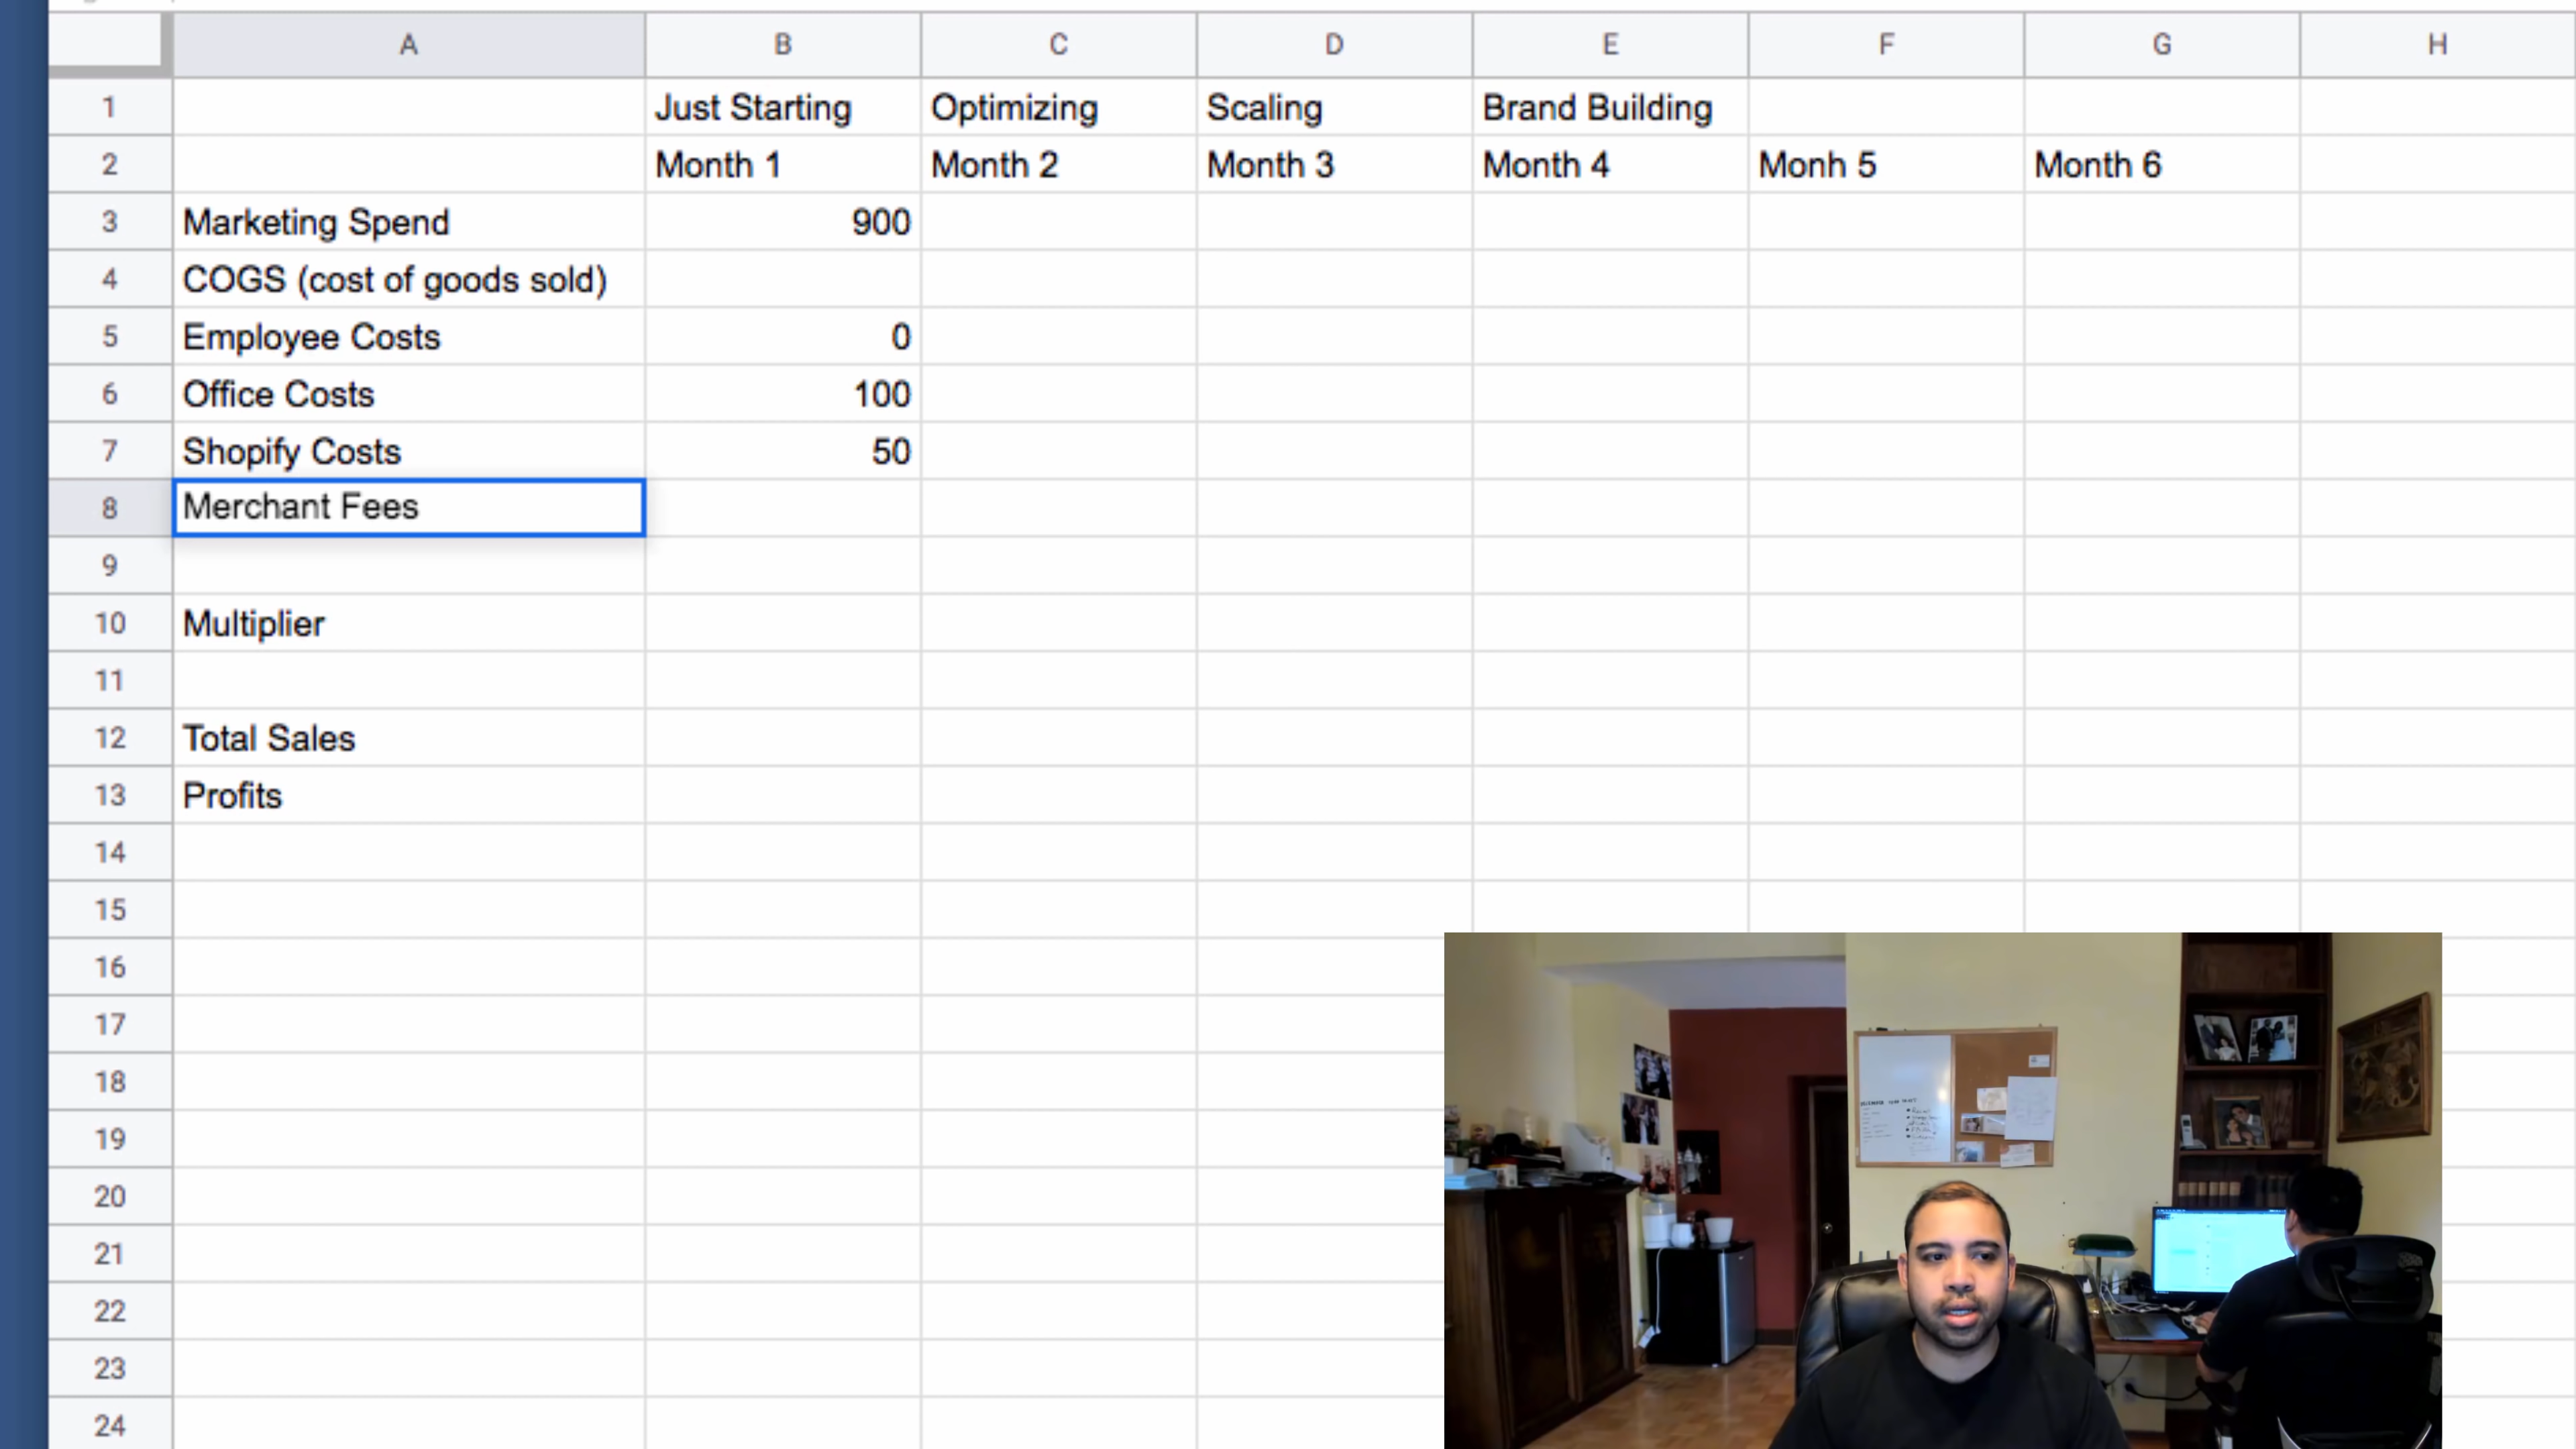 A B C D E F G H
1 Just Starting Optimizing Scaling Brand Building
2 Month 1 Month 2 Month 3 Month 4 Monh 5 Month 6
3 Marketing Spend 900
4 COGS (cost of goods sold)
5 Employee Costs 0
6 Office Costs 100
7 Shopify Costs 50
8 Merchant Fees
9
10 Multiplier
11
12 Total Sales
13 Profits
14
15
16
17
18
19
20
21
22
23
24